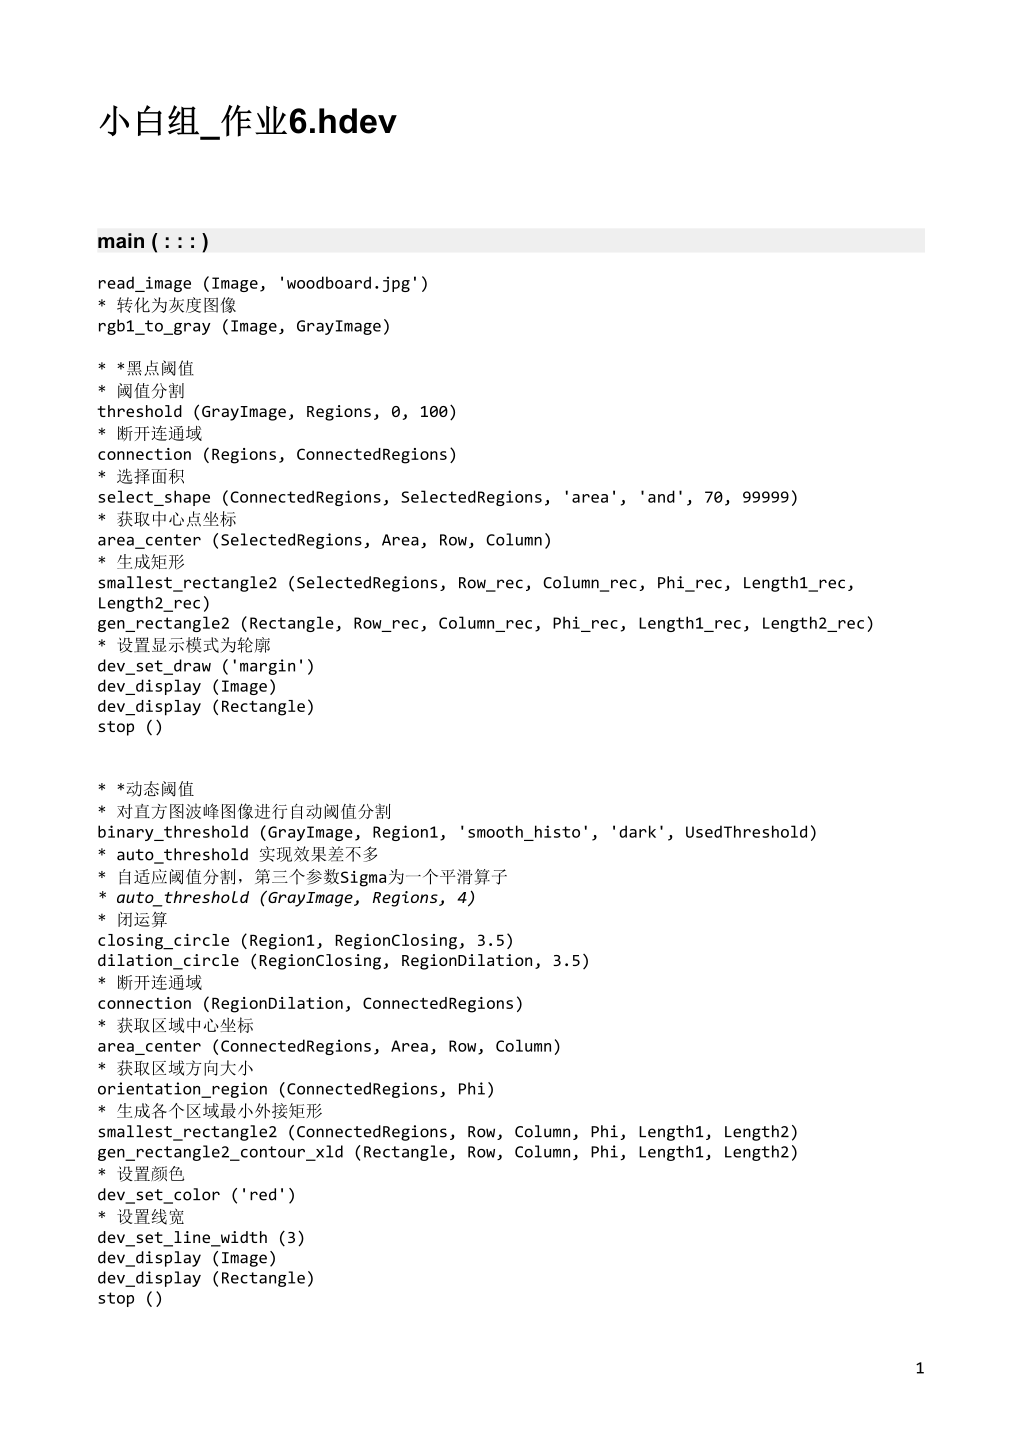 小白组_作业6.hdev
main ( : : : )
read_image (Image, 'woodboard.jpg')
* 转化为灰度图像
rgb1_to_gray (Image, GrayImage)
* *黑点阈值
* 阈值分割
threshold (GrayImage, Regions, 0, 100)
* 断开连通域
connection (Regions, ConnectedRegions)
* 选择面积
select_shape (ConnectedRegions, SelectedRegions, 'area', 'and', 70, 99999)
* 获取中心点坐标
area_center (SelectedRegions, Area, Row, Column)
* 生成矩形
smallest_rectangle2 (SelectedRegions, Row_rec, Column_rec, Phi_rec, Length1_rec,
Length2_rec)
gen_rectangle2 (Rectangle, Row_rec, Column_rec, Phi_rec, Length1_rec, Length2_rec)
* 设置显示模式为轮廓
dev_set_draw ('margin')
dev_display (Image)
dev_display (Rectangle)
stop ()
* *动态阈值
* 对直方图波峰图像进行自动阈值分割
binary_threshold (GrayImage, Region1, 'smooth_histo', 'dark', UsedThreshold)
* auto_threshold 实现效果差不多
* 自适应阈值分割，第三个参数Sigma为一个平滑算子
* auto_threshold (GrayImage, Regions, 4)
* 闭运算
closing_circle (Region1, RegionClosing, 3.5)
dilation_circle (RegionClosing, RegionDilation, 3.5)
* 断开连通域
connection (RegionDilation, ConnectedRegions)
* 获取区域中心坐标
area_center (ConnectedRegions, Area, Row, Column)
* 获取区域方向大小
orientation_region (ConnectedRegions, Phi)
* 生成各个区域最小外接矩形
smallest_rectangle2 (ConnectedRegions, Row, Column, Phi, Length1, Length2)
gen_rectangle2_contour_xld (Rectangle, Row, Column, Phi, Length1, Length2)
* 设置颜色
dev_set_color ('red')
* 设置线宽
dev_set_line_width (3)
dev_display (Image)
dev_display (Rectangle)
stop ()
1